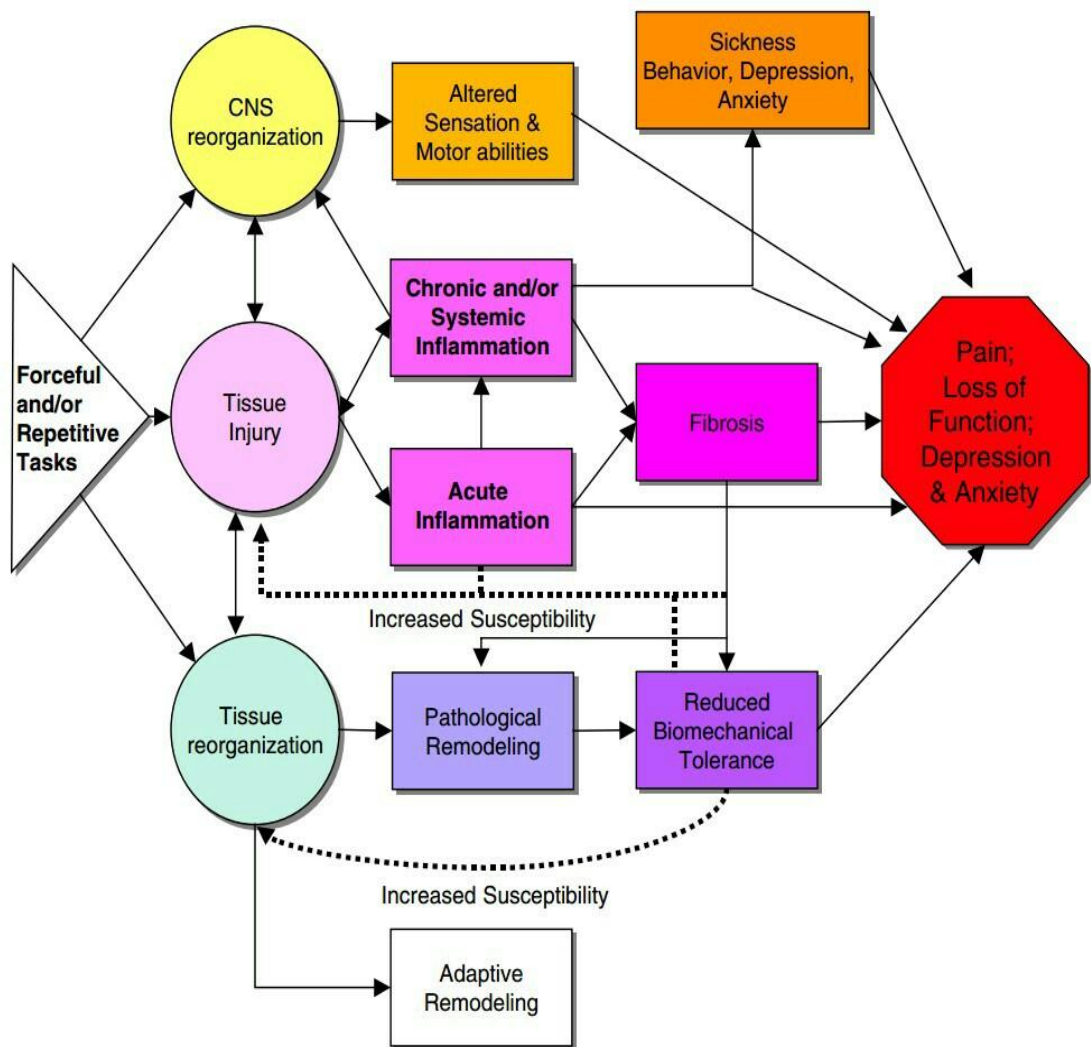 Sickness
Behavior, Depression,
Anxiety
CNS
reorganization
Altered
Sensation &
Motor abilities
Forceful
and/or
Repetitive
Tasks
Tissue
Injury
Chronic and/or
Systemic
Inflammation
Acute
Inflammation
Fibrosis
Pain;
Loss of
Function;
Depression
& Anxiety
Increased Susceptibility
Tissue
reorganization
Pathological
Remodeling
Reduced
Biomechanical
Tolerance
Increased Susceptibility
Adaptive
Remodeling